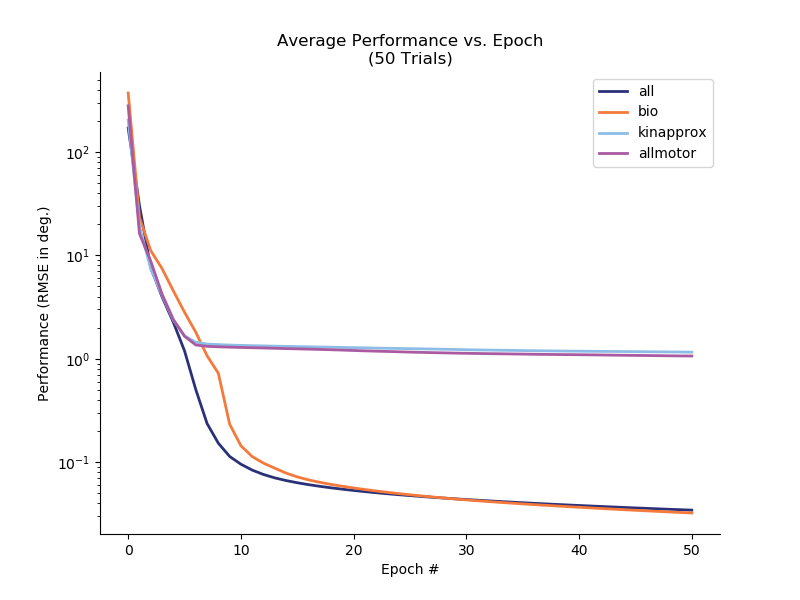 Average Performance vs. Epoch
(50 Trials)
all
bio
kinapprox
allmotor
Performance (RMSE in deg.)
10²
10¹
10⁰
10⁻¹
0 10 20 30 40 50
Epoch #